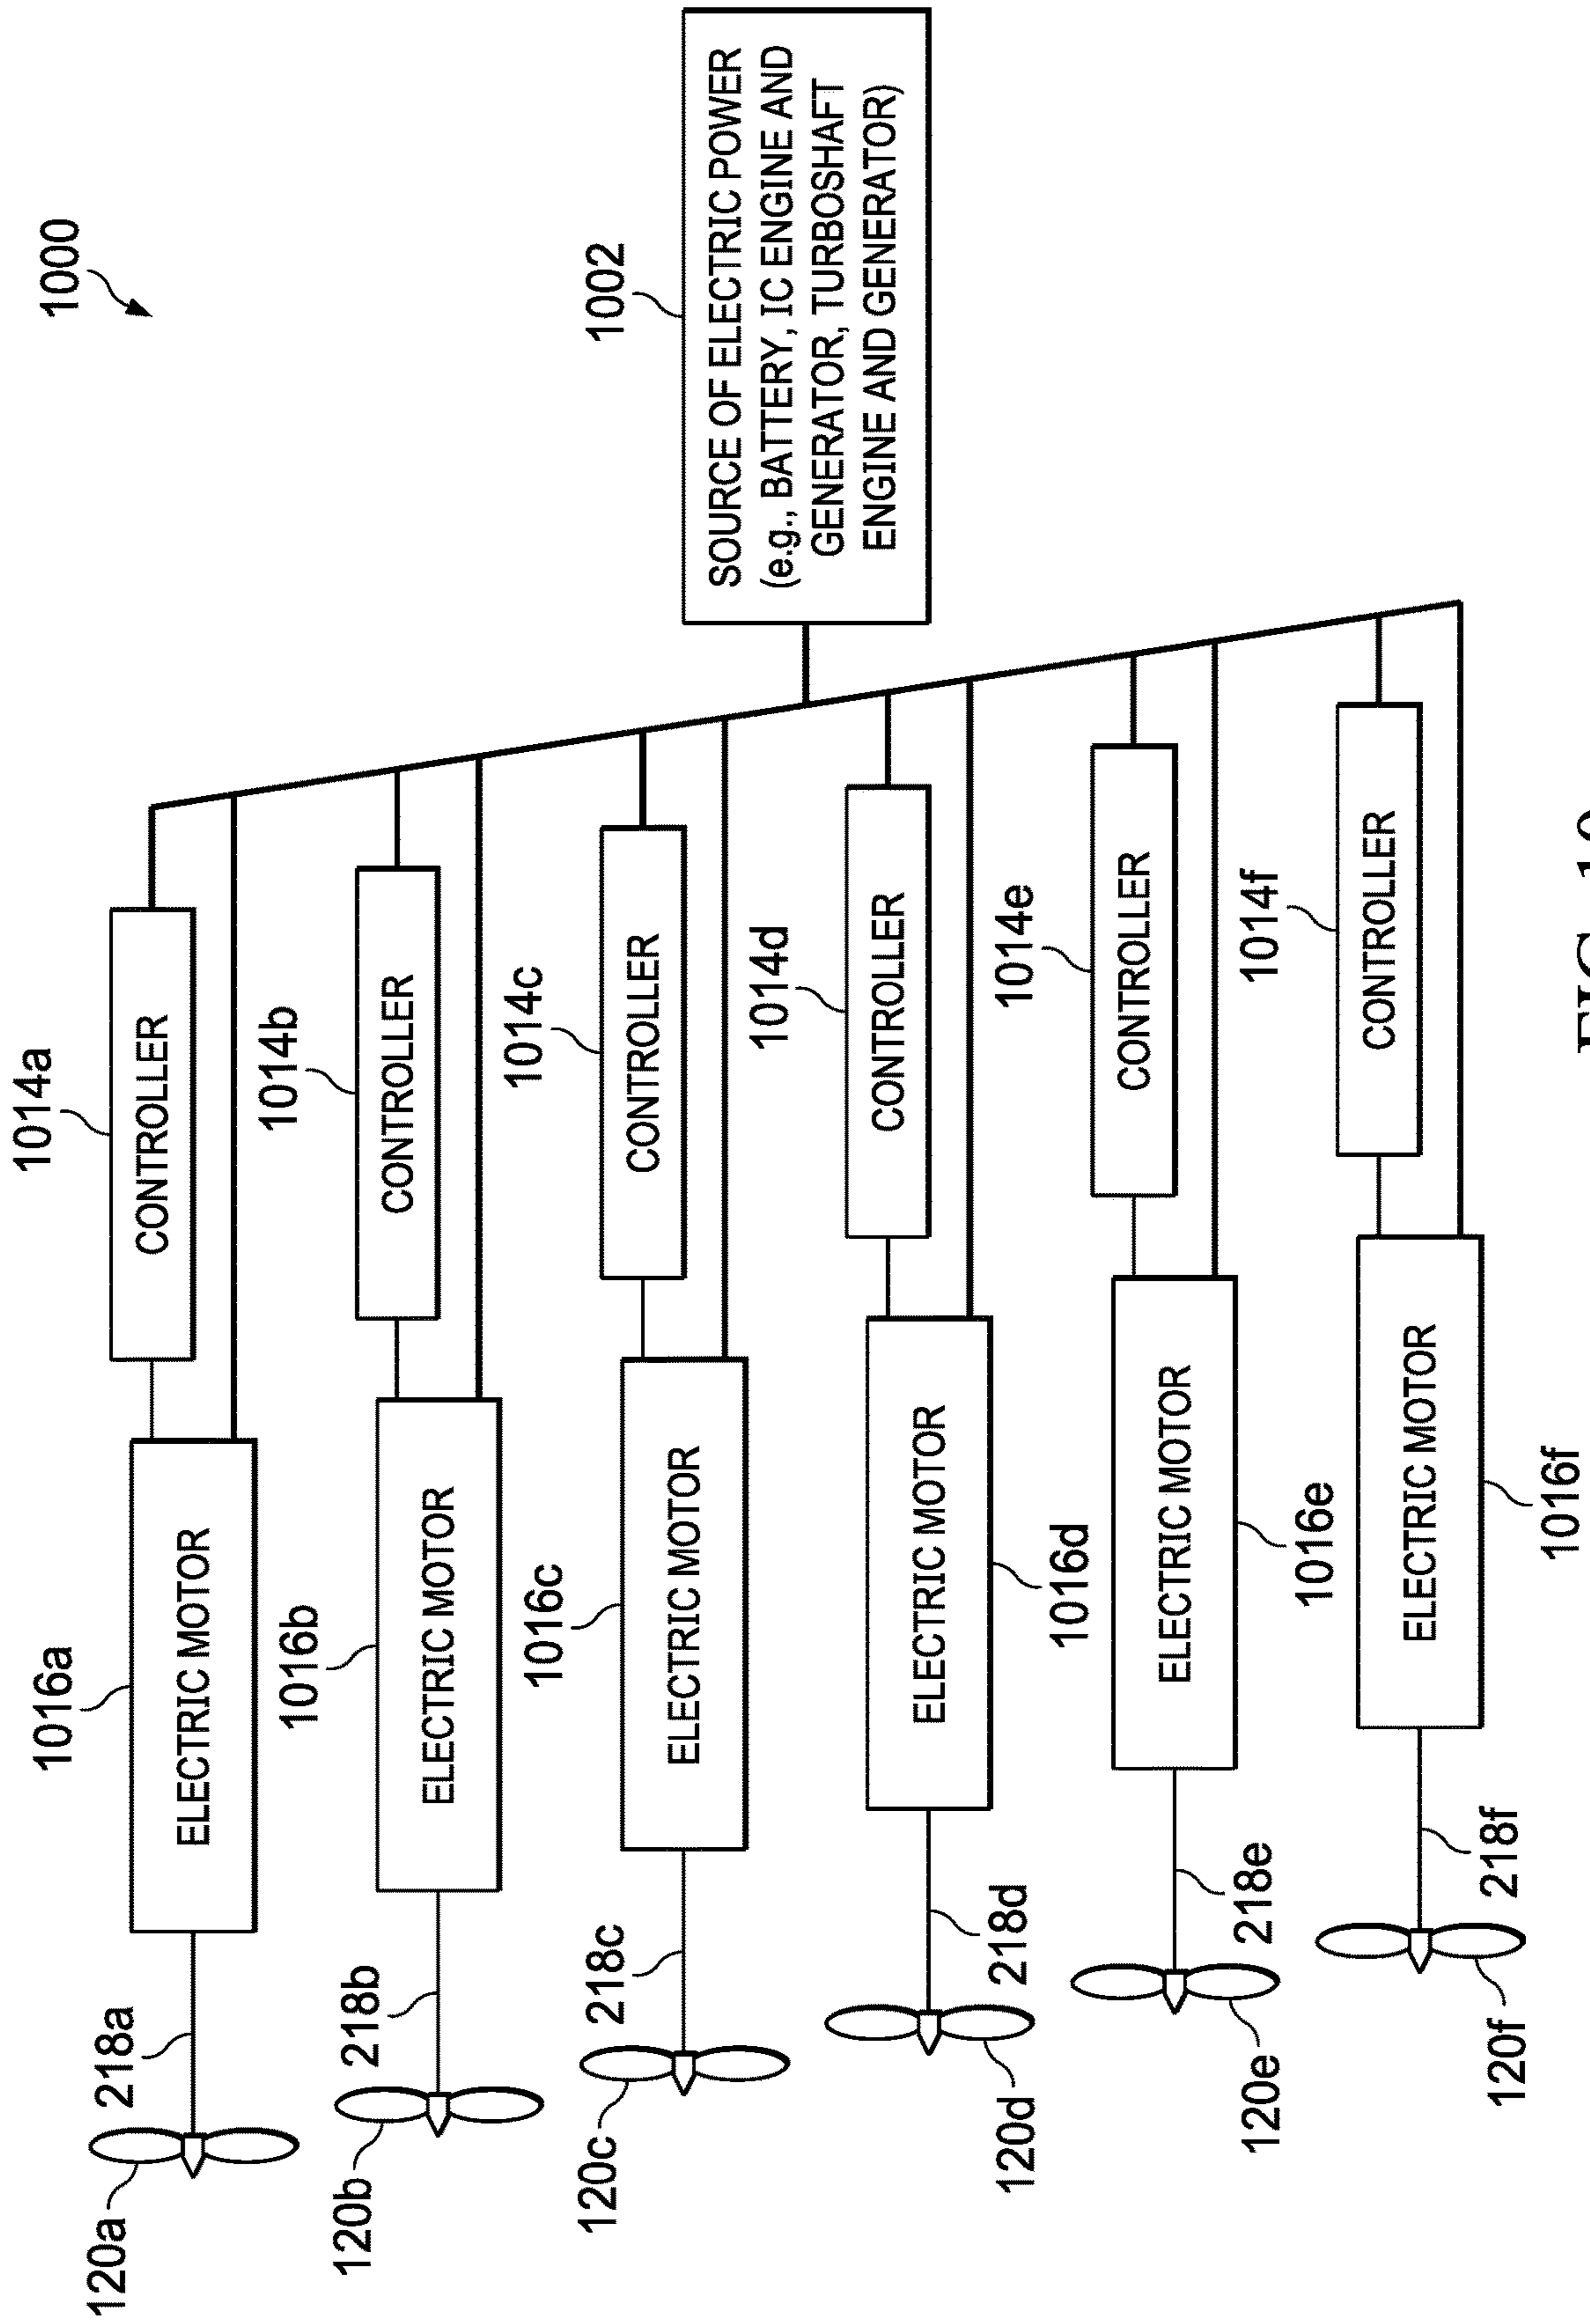 1000
1002
SOURCE OF ELECTRIC POWER
(e.g., BATTERY, IC ENGINE AND
GENERATOR, TURBOSHAFT
ENGINE AND GENERATOR)
120a
218a
1016a
ELECTRIC MOTOR
1014a
CONTROLLER
120b
218b
1016b
ELECTRIC MOTOR
1014b
CONTROLLER
120c
218c
1016c
ELECTRIC MOTOR
1014c
CONTROLLER
120d
218d
1016d
ELECTRIC MOTOR
1014d
CONTROLLER
120e
218e
1016e
ELECTRIC MOTOR
1014e
CONTROLLER
120f
218f
1016f
ELECTRIC MOTOR
1014f
CONTROLLER
FIG. 10